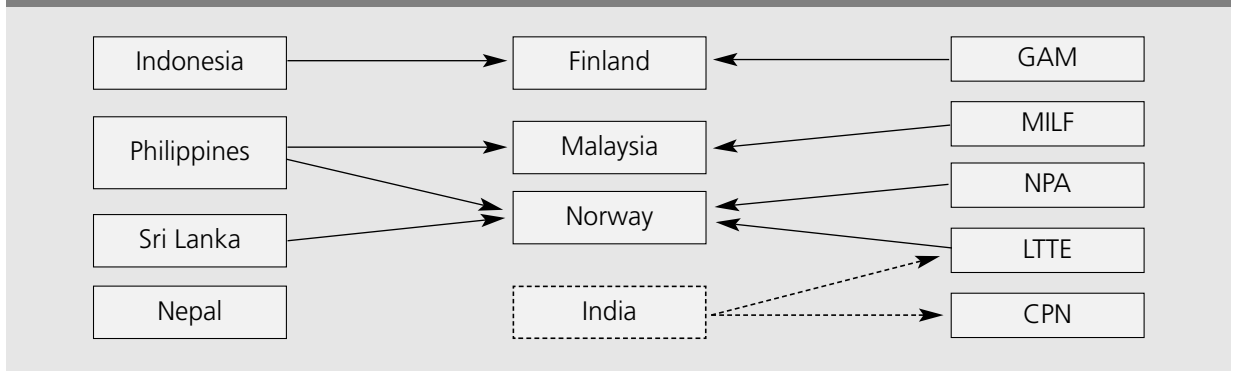 Indonesia
Finland
GAM
Philippines
Malaysia
MILF
Norway
NPA
Sri Lanka
LTTE
Nepal
India
CPN